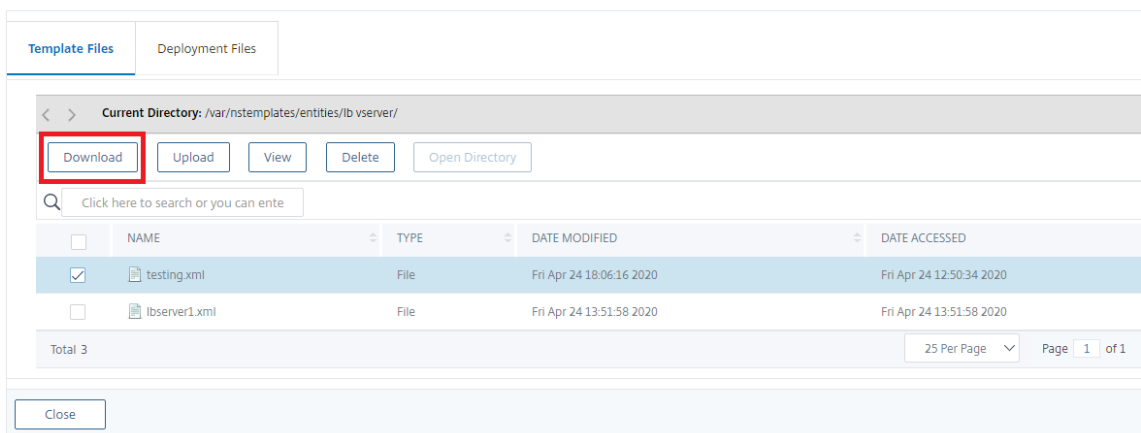 Template Files Deployment Files
< > Current Directory: /var/nstemplates/entities/lb vserver/
Download Upload View Delete Open Directory
Click here to search or you can ente
NAME TYPE DATE MODIFIED DATE ACCESSED
testing.xml File Fri Apr 24 18:06:16 2020 Fri Apr 24 12:50:34 2020
lbserver1.xml File Fri Apr 24 13:51:58 2020 Fri Apr 24 13:51:58 2020
Total 3 25 Per Page Page 1 of 1
Close